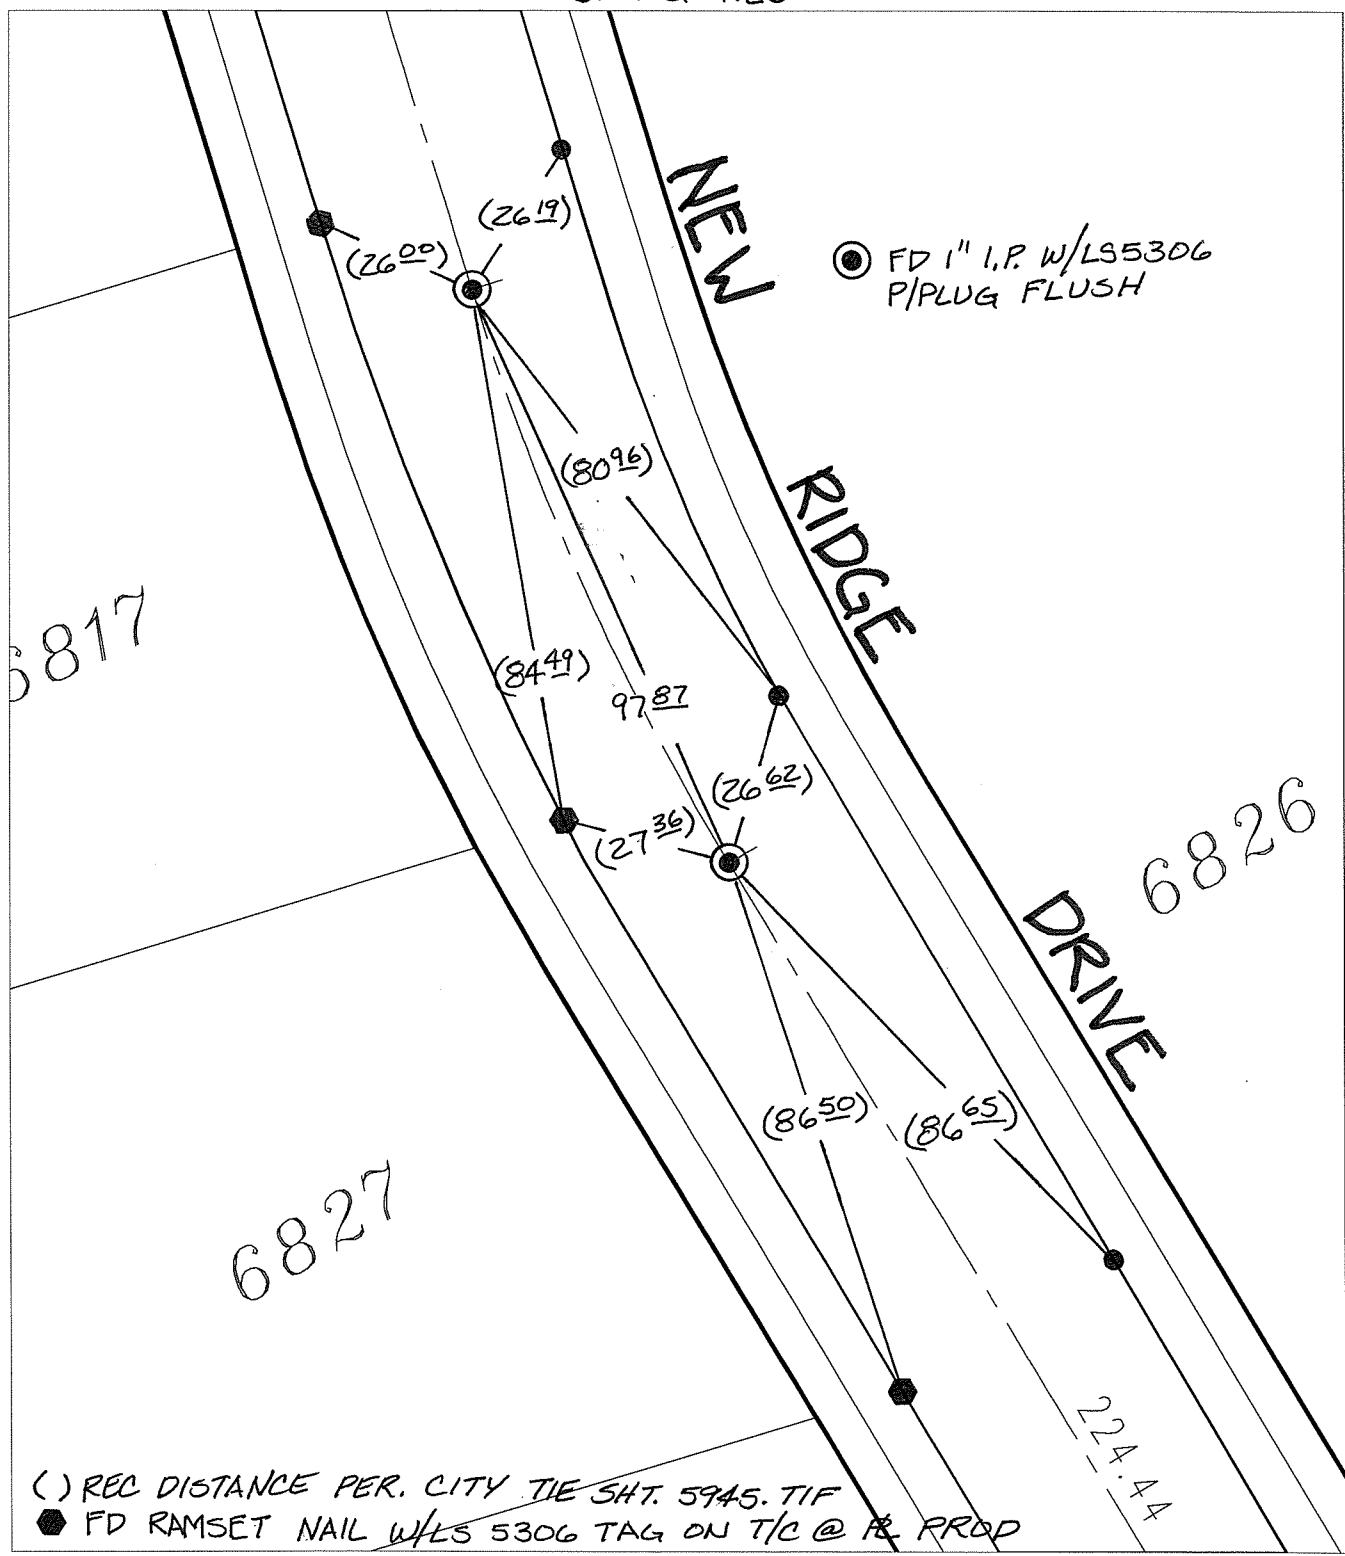 NEW
(26 19)
(26 00)
FD 1" I.P. W/LS5306
P/PLUG FLUSH
(80 96)
RIDGE
6817
(84 49)
97 87
(26 62)
(27 36)
6826
DRIVE
(86 50)
(86 65)
6827
224.44
( ) REC DISTANCE PER. CITY TIE SHT. 5945. TIF
FD RAMSET NAIL W/LS 5306 TAG ON T/C @ PL PROD